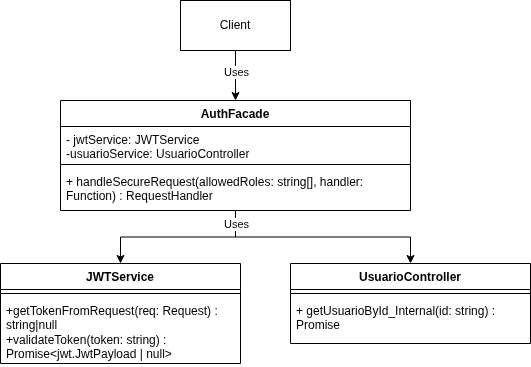 Client
Uses
AuthFacade
- jwtService: JWTService
-usuarioService: UsuarioController
+ handleSecureRequest(allowedRoles: string[], handler:
Function) : RequestHandler
Uses
JWTService
+getTokenFromRequest(req: Request) :
string|null
+validateToken(token: string) :
Promise<jwt.JwtPayload | null>
UsuarioController
+ getUsuarioById_Internal(id: string) :
Promise